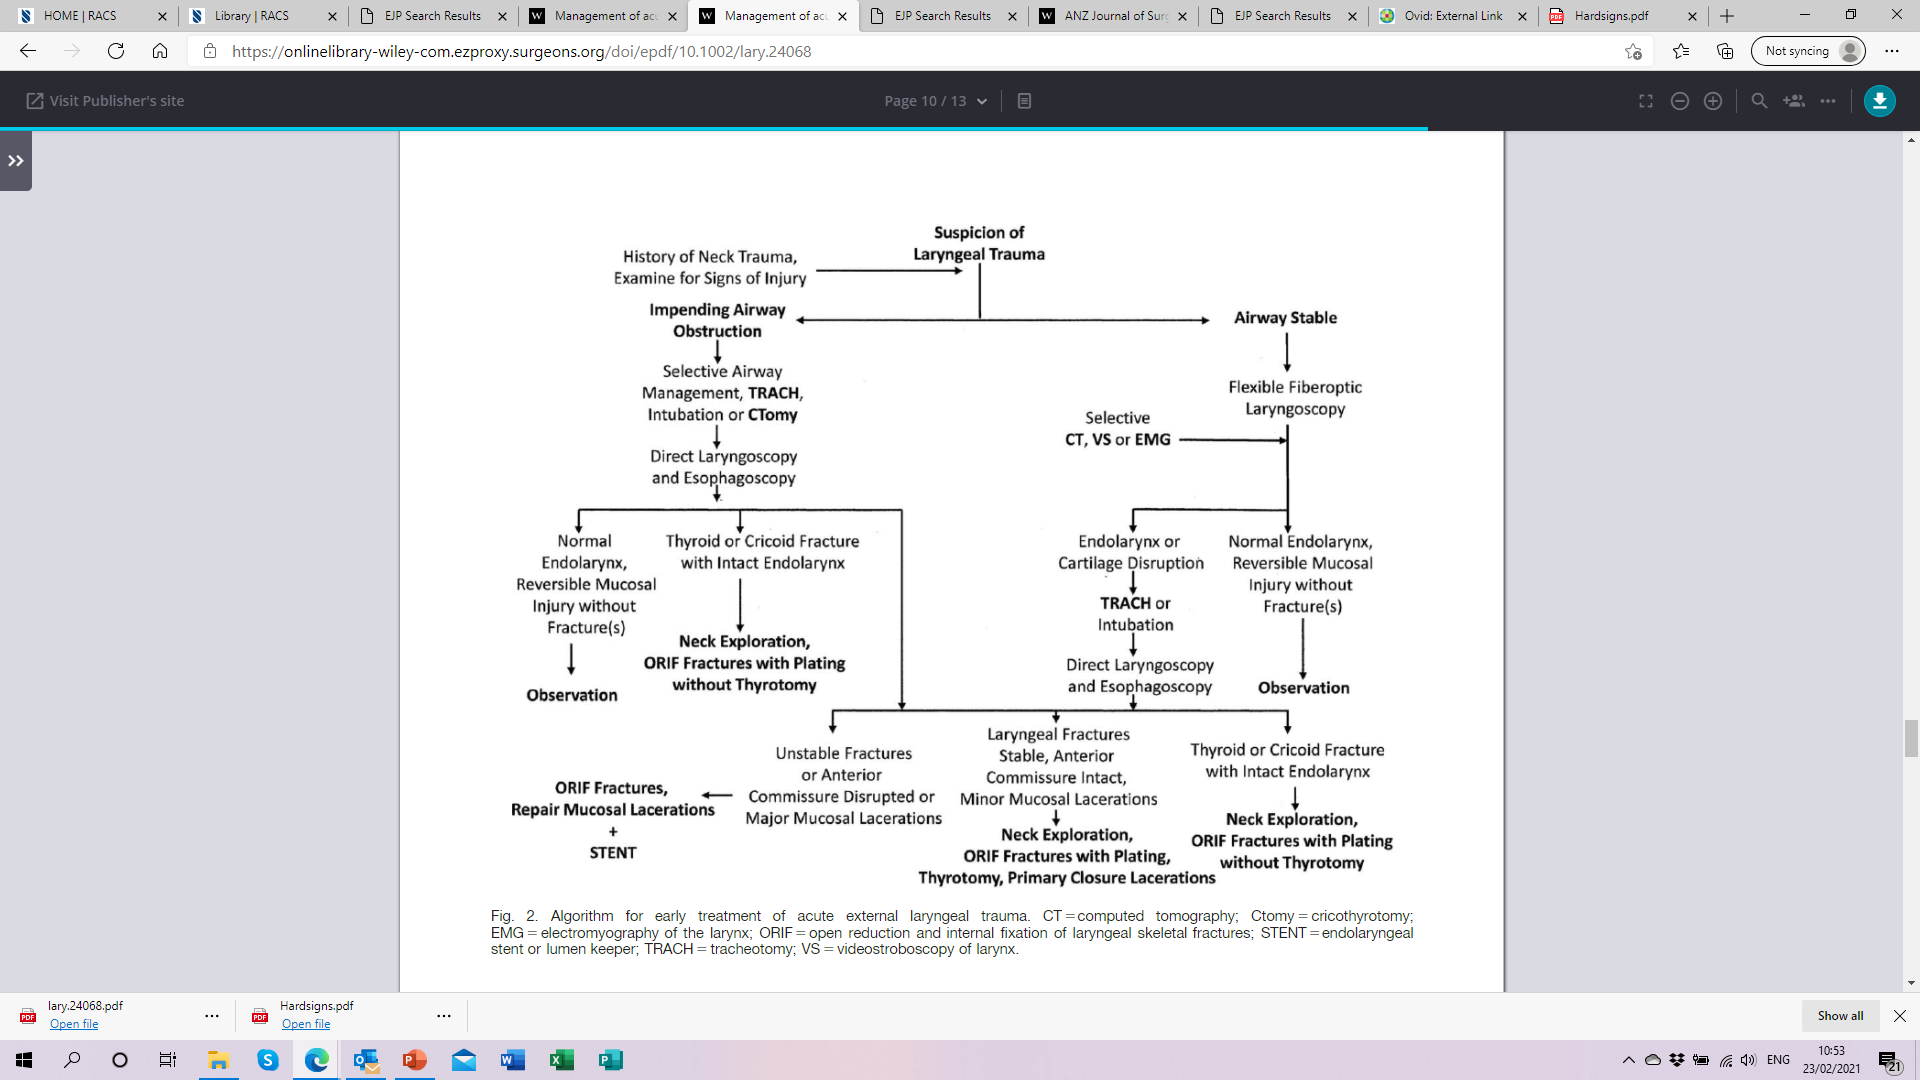 HOME | RACS
Library | RACS
EJP Search Results
Management of acu
Management of acu
EJP Search Results
ANZ Journal of Surg
EJP Search Results
Ovid: External Link
Hardsigns.pdf
https://onlinelibrary-wiley-com.ezproxy.surgeons.org/doi/epdf/10.1002/lary.24068
Not syncing
Visit Publisher's site
Page 10 / 13
Suspicion of
Laryngeal Trauma
History of Neck Trauma,
Examine for Signs of Injury
Impending Airway
Obstruction
Airway Stable
Selective Airway
Management, TRACH,
Intubation or CTomy
Flexible Fiberoptic
Laryngoscopy
Selective
CT, VS or EMG
Direct Laryngoscopy
and Esophagoscopy
Normal
Endolarynx,
Reversible Mucosal
Injury without
Fracture(s)
Observation
Thyroid or Cricoid Fracture
with Intact Endolarynx
Neck Exploration,
ORIF Fractures with Plating
without Thyrotomy
Endolarynx or
Cartilage Disruption
TRACH or
Intubation
Direct Laryngoscopy
and Esophagoscopy
Normal Endolarynx,
Reversible Mucosal
Injury without
Fracture(s)
Observation
Unstable Fractures
or Anterior
Commissure Disrupted or
Major Mucosal Lacerations
ORIF Fractures,
Repair Mucosal Lacerations
+
STENT
Laryngeal Fractures
Stable, Anterior
Commissure Intact,
Minor Mucosal Lacerations
Neck Exploration,
ORIF Fractures with Plating,
Thyrotomy, Primary Closure Lacerations
Thyroid or Cricoid Fracture
with Intact Endolarynx
Neck Exploration,
ORIF Fractures with Plating
without Thyrotomy
Fig. 2. Algorithm for early treatment of acute external laryngeal trauma. CT = computed tomography; Ctomy = cricothyrotomy;
EMG = electromyography of the larynx; ORIF = open reduction and internal fixation of laryngeal skeletal fractures; STENT = endolaryngeal
stent or lumen keeper; TRACH = tracheotomy; VS = videostroboscopy of larynx.
lary.24068.pdf
Open file
Hardsigns.pdf
Open file
Show all
ENG
10:53
23/02/2021
21